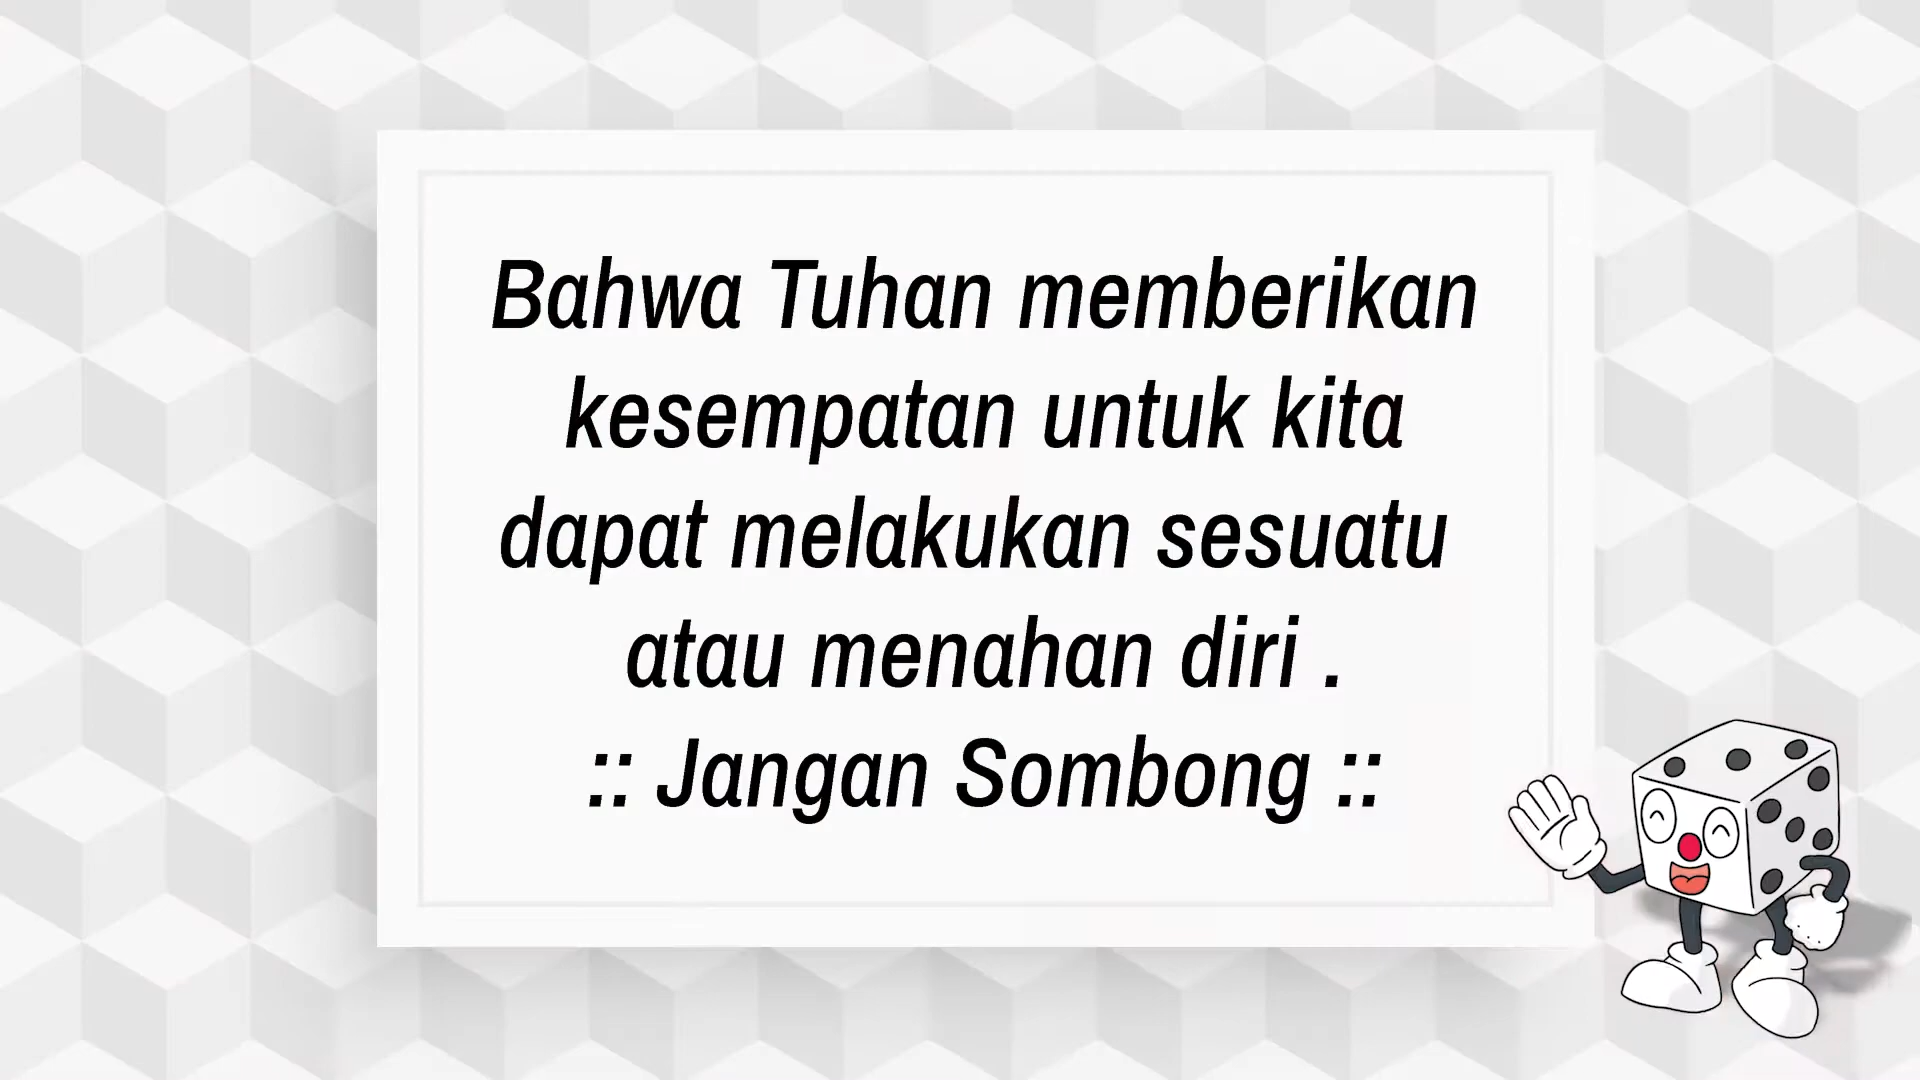 Bahwa Tuhan memberikan
kesempatan untuk kita
dapat melakukan sesuatu
atau menahan diri .
:: Jangan Sombong ::